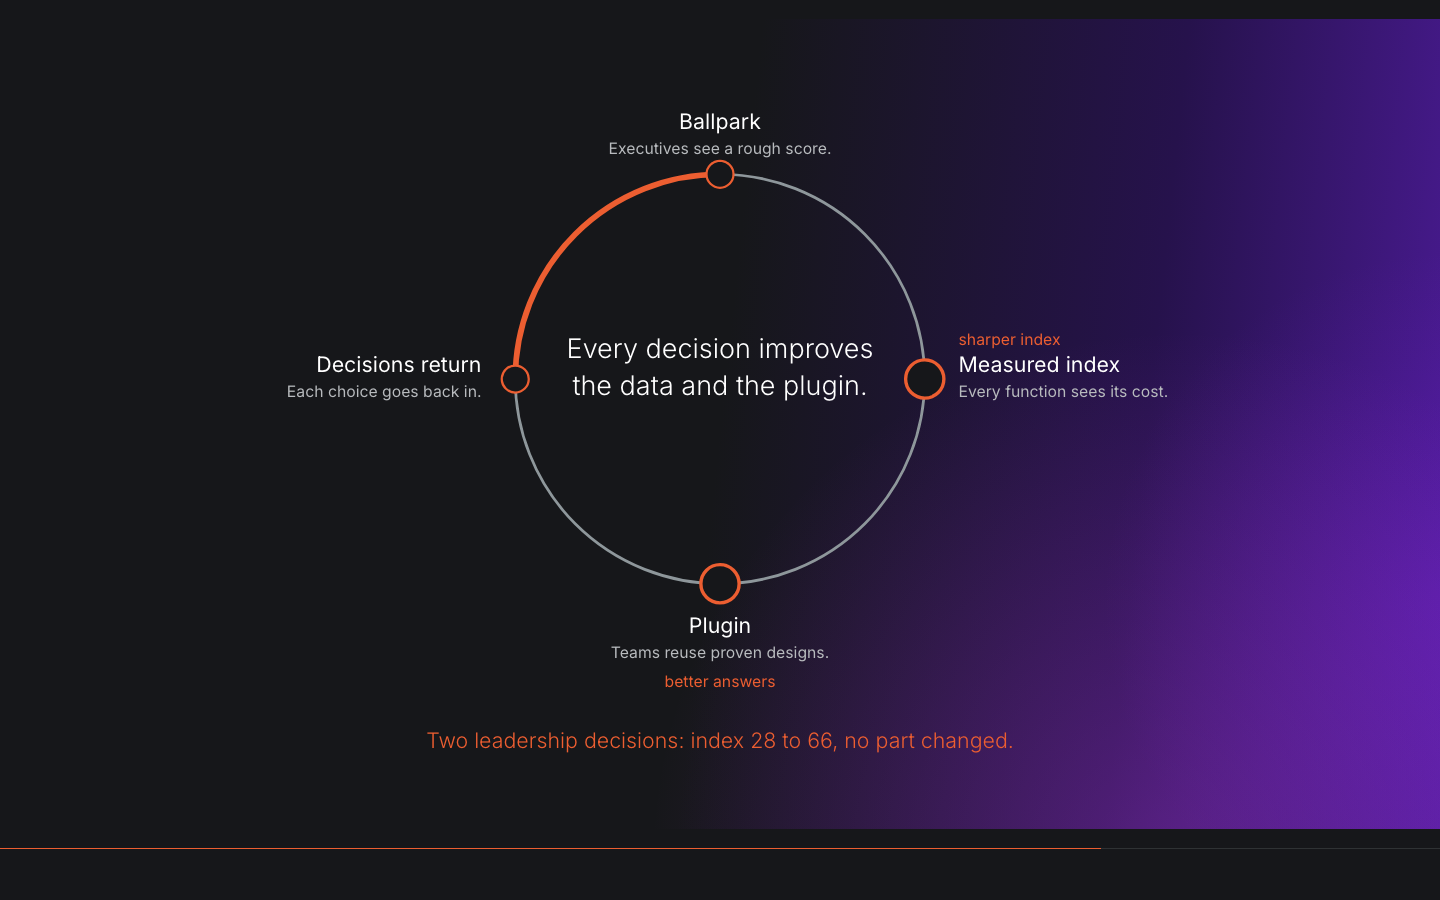 Ballpark
Executives see a rough score.
sharper index
Measured index
Every function sees its cost.
Decisions return
Each choice goes back in.
Every decision improves
the data and the plugin.
Plugin
Teams reuse proven designs.
better answers
Two leadership decisions: index 28 to 66, no part changed.